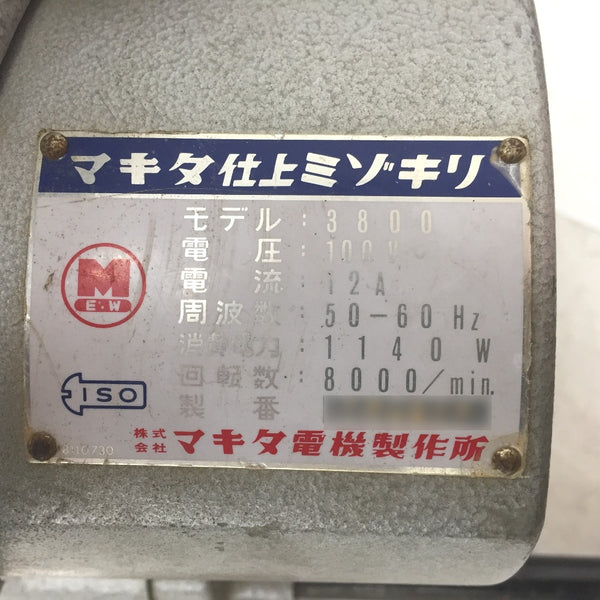 マキタ仕上ミゾキリ
モデル：3800
電圧：100V~
電流：12A
周波数：50-60Hz
消費電力：1140W
回転数：8000/min.
製番
M
E・W
ISO
株式会社 マキタ電機製作所